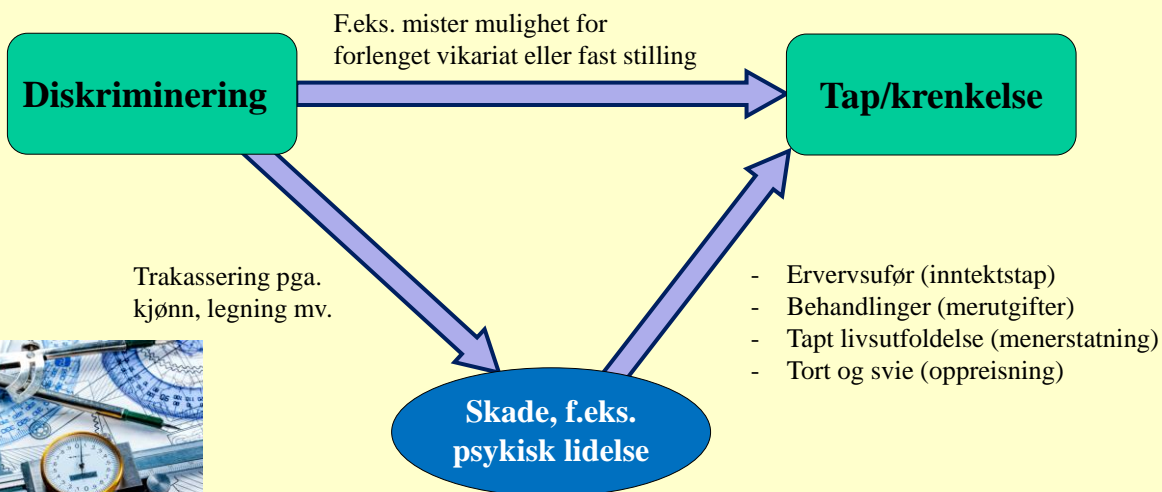 F.eks. mister mulighet for
forlenget vikariat eller fast stilling
Diskriminering
Tap/krenkelse
Trakassering pga.
kjønn, legning mv.
- Ervervsufør (inntektstap)
- Behandlinger (merutgifter)
- Tapt livsutfoldelse (menerstatning)
- Tort og svie (oppreisning)
Skade, f.eks.
psykisk lidelse